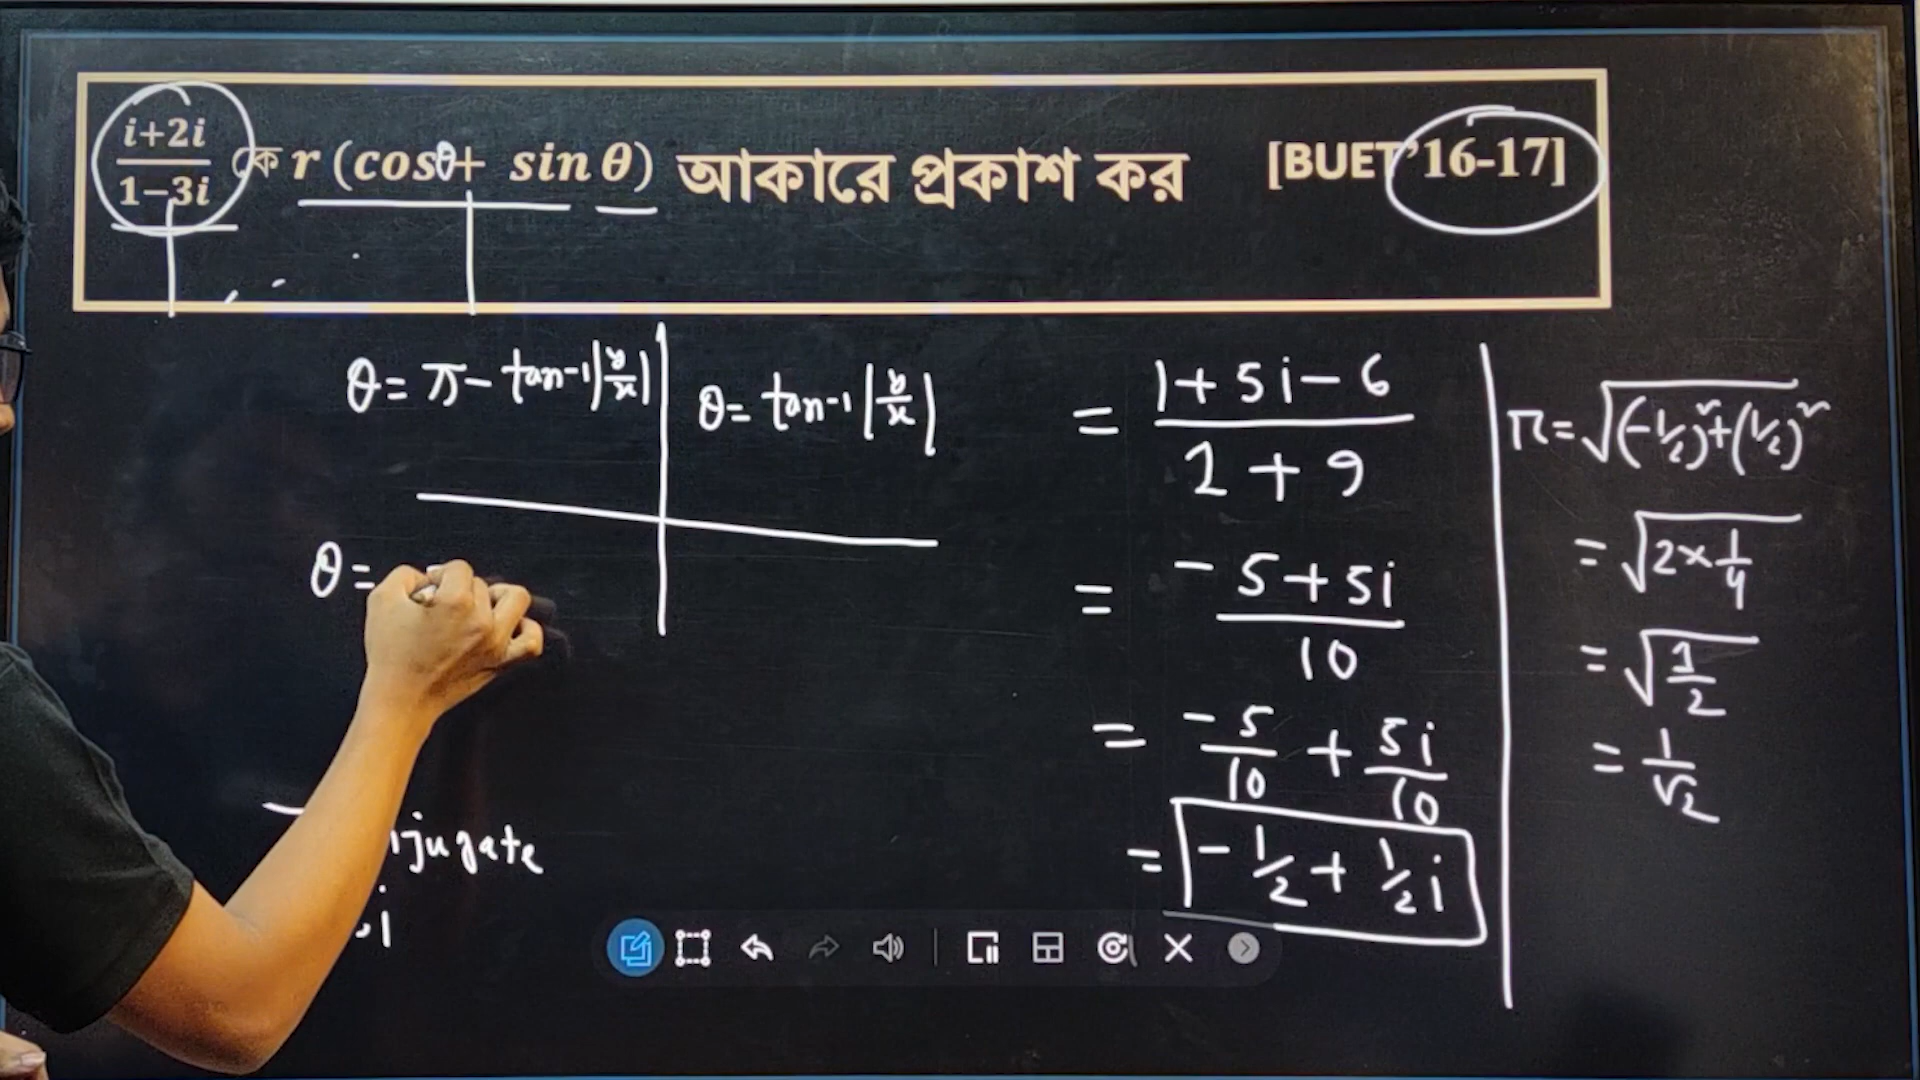 i+2i / 1−3i কে r (cosθ+ sin θ) আকারে প্রকাশ কর [BUET'16-17]
θ= π− tan-1|y/x|
θ= tan-1 |y/x|
θ=
jugate
i
= 1+5i−6 / 1+9
= −5+5i / 10
= −5/10 + 5i/10
= −1/2 + 1/2 i
r= √(−1/2)²+(1/2)²
= √2×1/4
= √1/2
= 1/√2